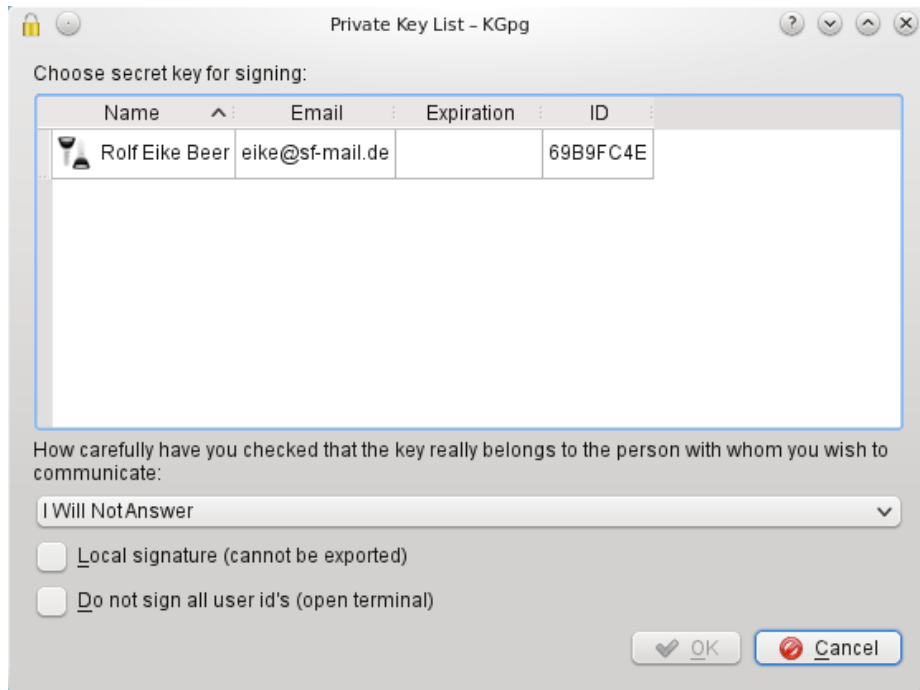 Private Key List – KGpg
Choose secret key for signing:
Name Email Expiration ID
Rolf Eike Beer eike@sf-mail.de 69B9FC4E
How carefully have you checked that the key really belongs to the person with whom you wish to
communicate:
I Will Not Answer
Local signature (cannot be exported)
Do not sign all user id's (open terminal)
OK Cancel